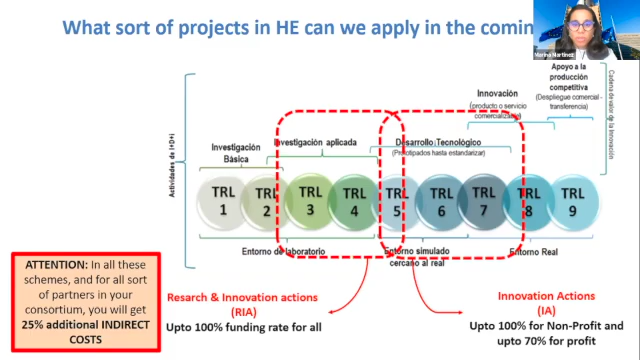 What sort of projects in HE can we apply in the comin
Marina Martínez
Apoyo a la
producción
competitiva
(Despliegue comercial -
transferencia)
Cadena de valor de la Innovación
Innovación
(producto o servicio
comercializable)
Actividades de I+D+i
Investigación
Básica
Investigación aplicada
Desarrollo Tecnológico
(Prototipados hasta estandarizar)
TRL
1
TRL
2
TRL
3
TRL
4
TRL
5
TRL
6
TRL
7
TRL
8
TRL
9
Entorno de laboratorio
Entorno simulado
cercano al real
Entorno Real
ATTENTION: In all these
schemes, and for all sort
of partners in your
consortium, you will get
25% additional INDIRECT
COSTS
Resarch & Innovation actions
(RIA)
Upto 100% funding rate for all
Innovation Actions
(IA)
Upto 100% for Non-Profit and
upto 70% for profit